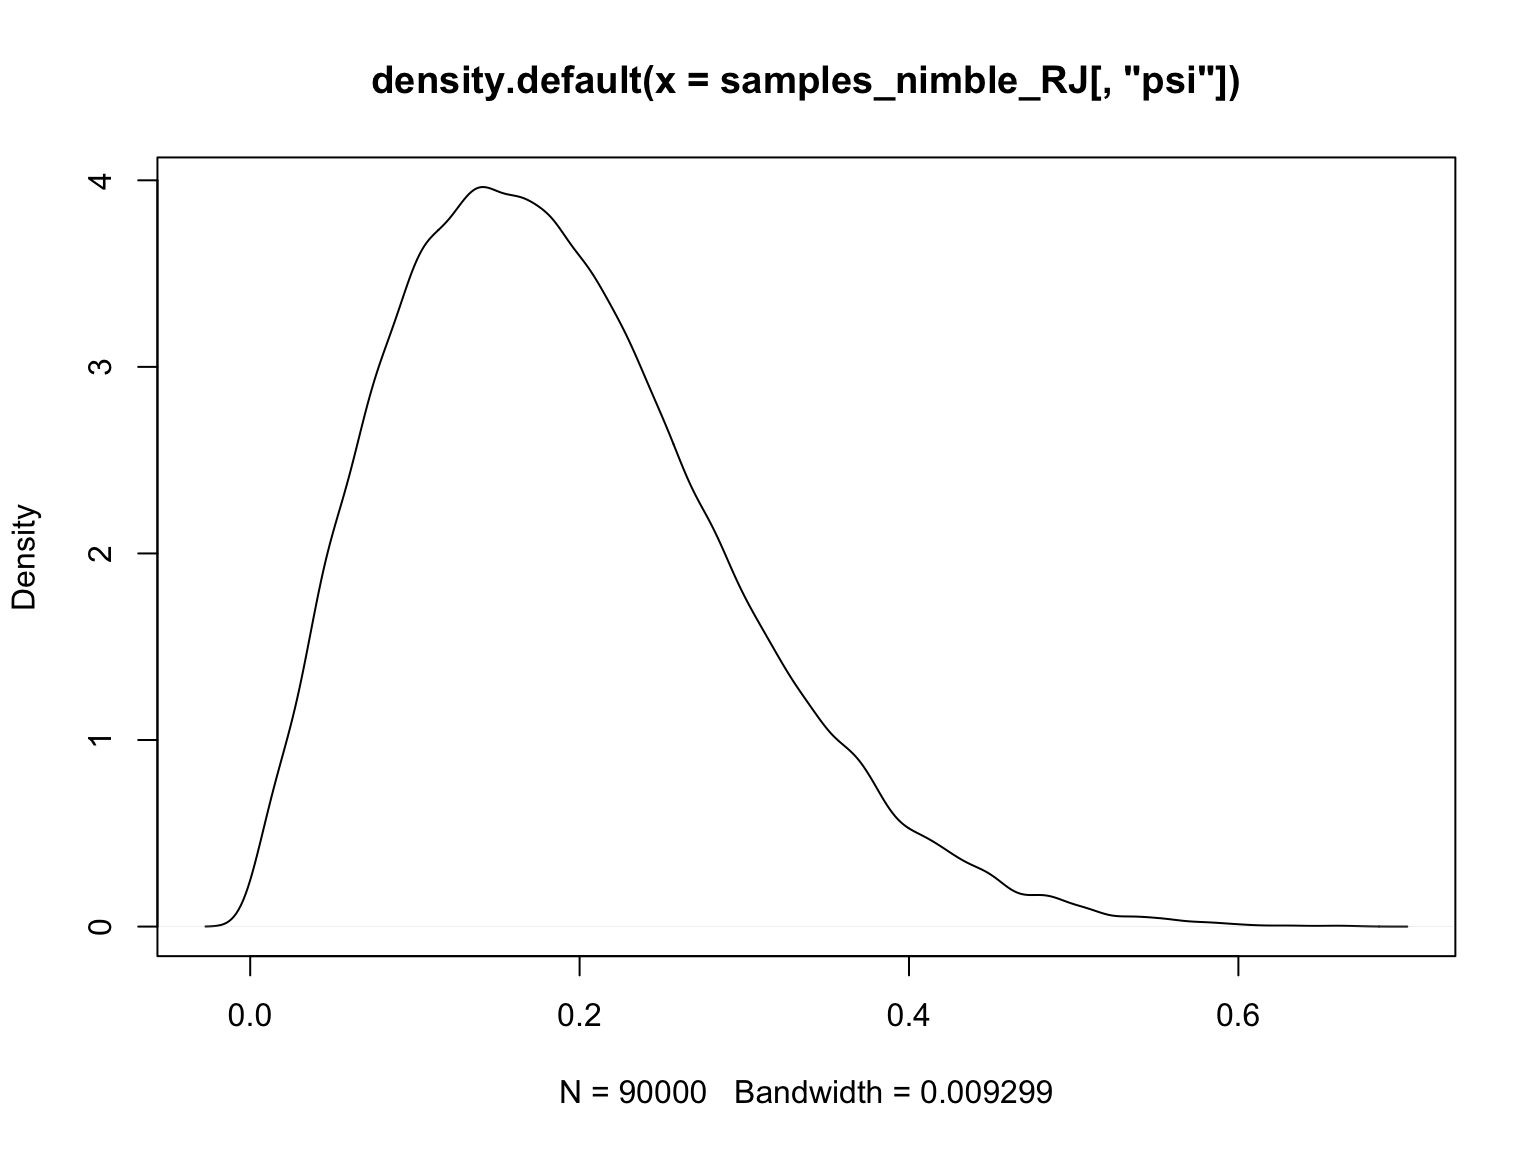 density.default(x = samples_nimble_RJ[, "psi"])
Density
4
3
2
1
0
0.0 0.2 0.4 0.6
N = 90000   Bandwidth = 0.009299